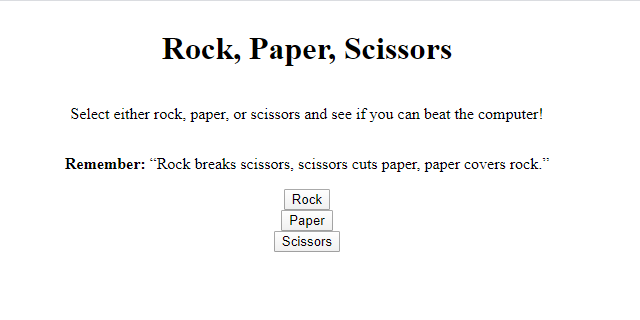 Rock, Paper, Scissors
Select either rock, paper, or scissors and see if you can beat the computer!
Remember: “Rock breaks scissors, scissors cuts paper, paper covers rock.”
Rock
Paper
Scissors